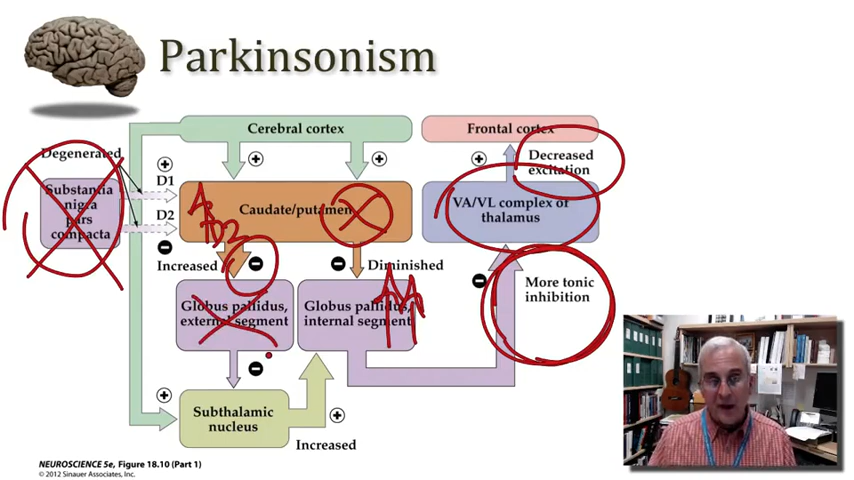 Parkinsonism
Cerebral cortex
Frontal cortex
Degenerated
+
D1
+
+
+
Decreased
excitation
Substantia
nigra
pars
compacta
D2
Caudate/putamen
VA/VL complex of
thalamus
A2
D2
−
Increased
−
−
Diminished
−
More tonic
inhibition
Globus pallidus,
external segment
Globus pallidus,
internal segment
−
+
Subthalamic
nucleus
+
Increased
NEUROSCIENCE 5e, Figure 18.10 (Part 1)
© 2012 Sinauer Associates, Inc.